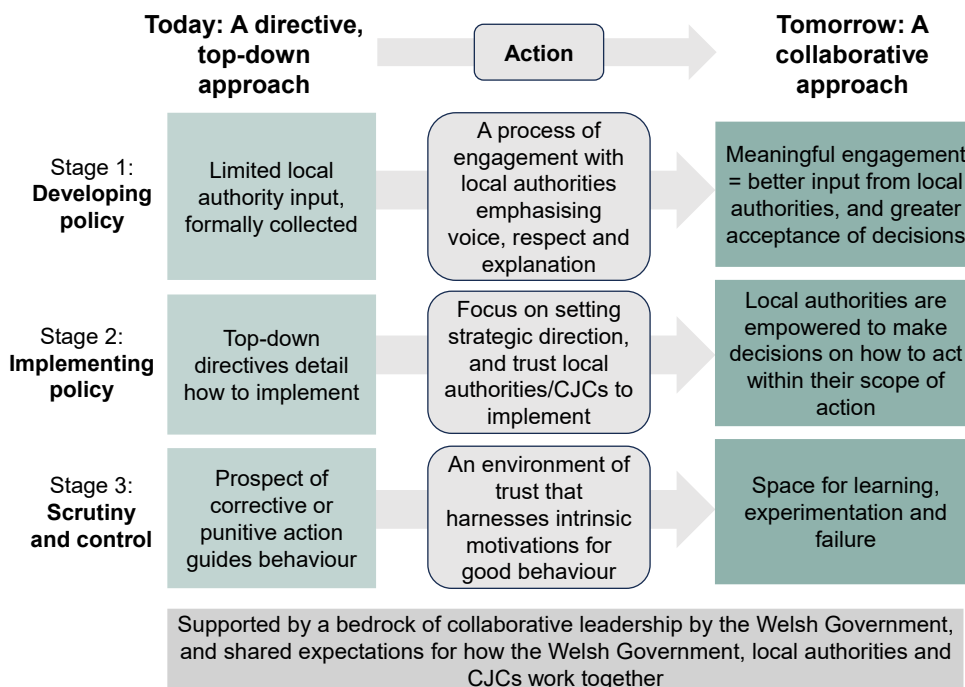 Today: A directive,
top-down
approach
Action
Tomorrow: A
collaborative
approach
Stage 1:
Developing
policy
Limited local
authority input,
formally collected
A process of
engagement with
local authorities
emphasising
voice, respect and
explanation
Meaningful engagement
= better input from local
authorities, and greater
acceptance of decisions
Stage 2:
Implementing
policy
Top-down
directives detail
how to implement
Focus on setting
strategic direction,
and trust local
authorities/CJCs to
implement
Local authorities are
empowered to make
decisions on how to act
within their scope of
action
Stage 3:
Scrutiny
and control
Prospect of
corrective or
punitive action
guides behaviour
An environment of
trust that
harnesses intrinsic
motivations for
good behaviour
Space for learning,
experimentation and
failure
Supported by a bedrock of collaborative leadership by the Welsh Government,
and shared expectations for how the Welsh Government, local authorities and
CJCs work together